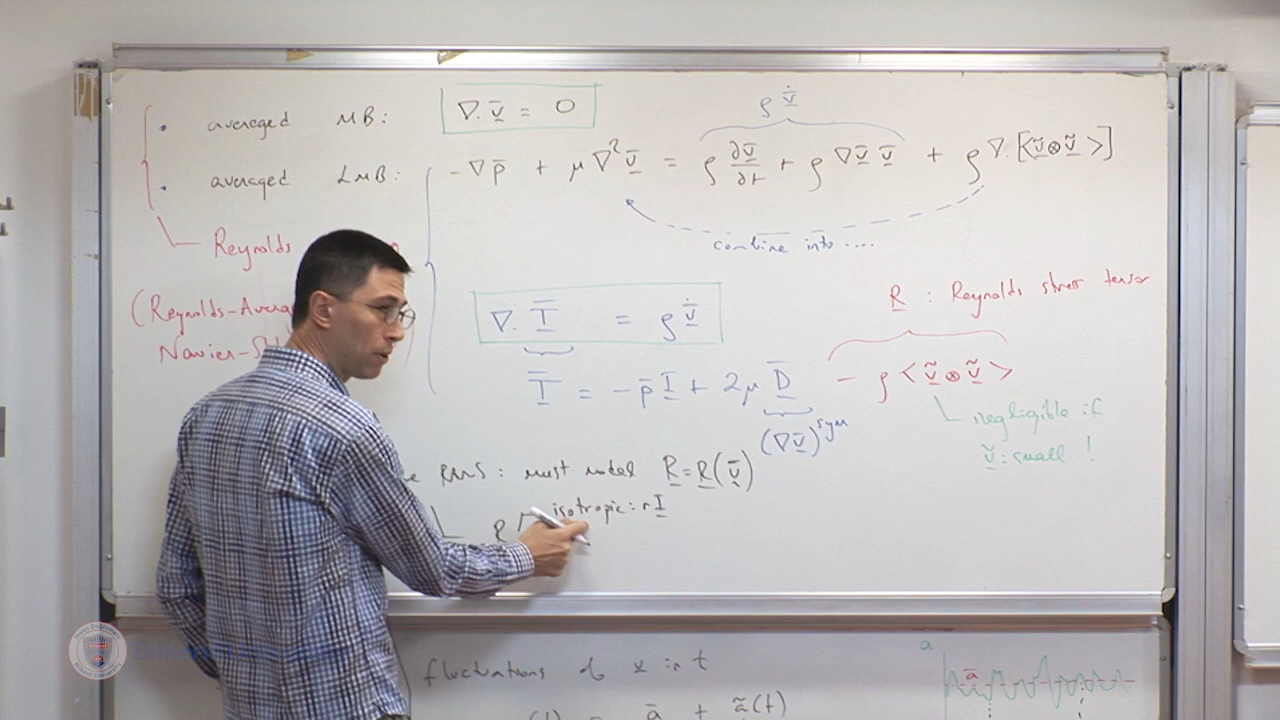 • averaged MB: ∇·v̲̄ = 0
ρ v̲̄˙
• averaged LMB: -∇p̄ + μ∇²v̲̄ = ρ ∂v̲̄/∂t + ρ ∇v̲̄ v̲̄ + ρ ∇·[<ṽ̲⊗ṽ̲>]
combine into ....
Reynolds
(Reynolds-Avera
Navier-St
R̲ : Reynolds stress tensor
∇·T̲̄ = ρ v̲̄˙
T̲̄ = -p̄ I̲ + 2μ D̲̄ - ρ <ṽ̲⊗ṽ̲>
(∇v̲̄)^sym
negligible if
ṽ̲: small !
RANS: must model R̲ = R̲(v̲̄)
R
isotropic: r I̲
fluctuations of v̲ in t
a
ā
(t) = ā + ã(t)